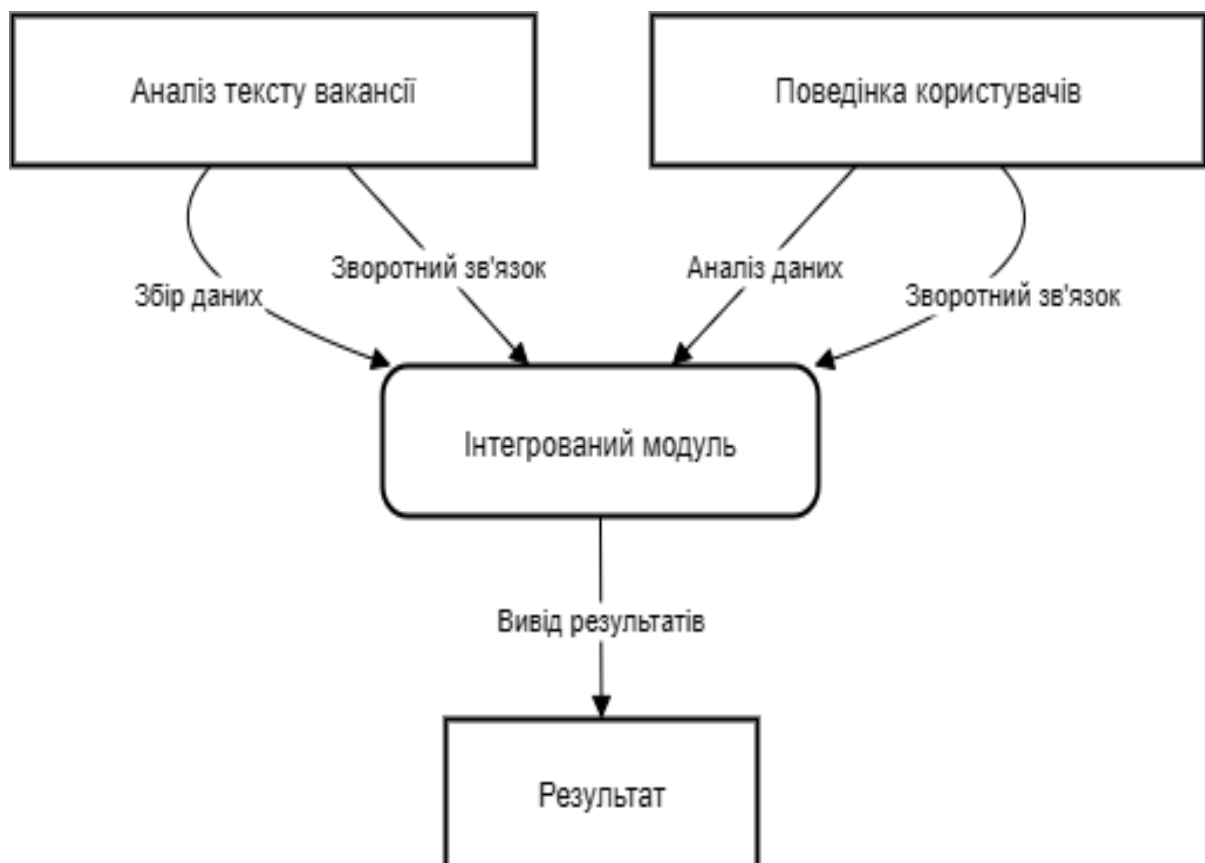 Аналіз тексту вакансії
Поведінка користувачів
Зворотний зв'язок
Аналіз даних
Збір даних
Зворотний зв'язок
Інтегрований модуль
Вивід результатів
Результат